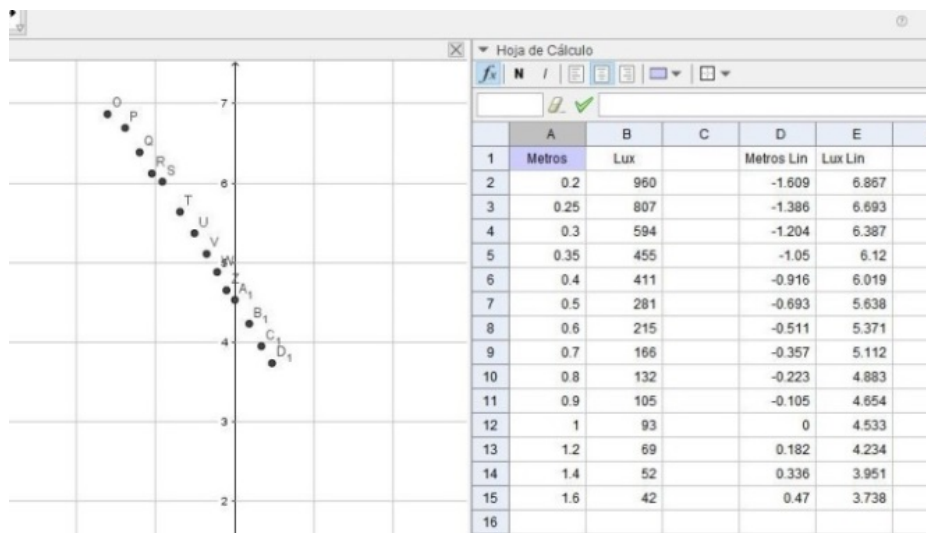 Hoja de Cálculo
fx N I
A B C D E
1 Metros Lux Metros Lin Lux Lin
2 0.2 960 -1.609 6.867
3 0.25 807 -1.386 6.693
4 0.3 594 -1.204 6.387
5 0.35 455 -1.05 6.12
6 0.4 411 -0.916 6.019
7 0.5 281 -0.693 5.638
8 0.6 215 -0.511 5.371
9 0.7 166 -0.357 5.112
10 0.8 132 -0.223 4.883
11 0.9 105 -0.105 4.654
12 1 93 0 4.533
13 1.2 69 0.182 4.234
14 1.4 52 0.336 3.951
15 1.6 42 0.47 3.738
16
7
O
P
Q
R
S
6
T
U
V
5
W
Z
A₁
B₁
4
C₁
D₁
3
2